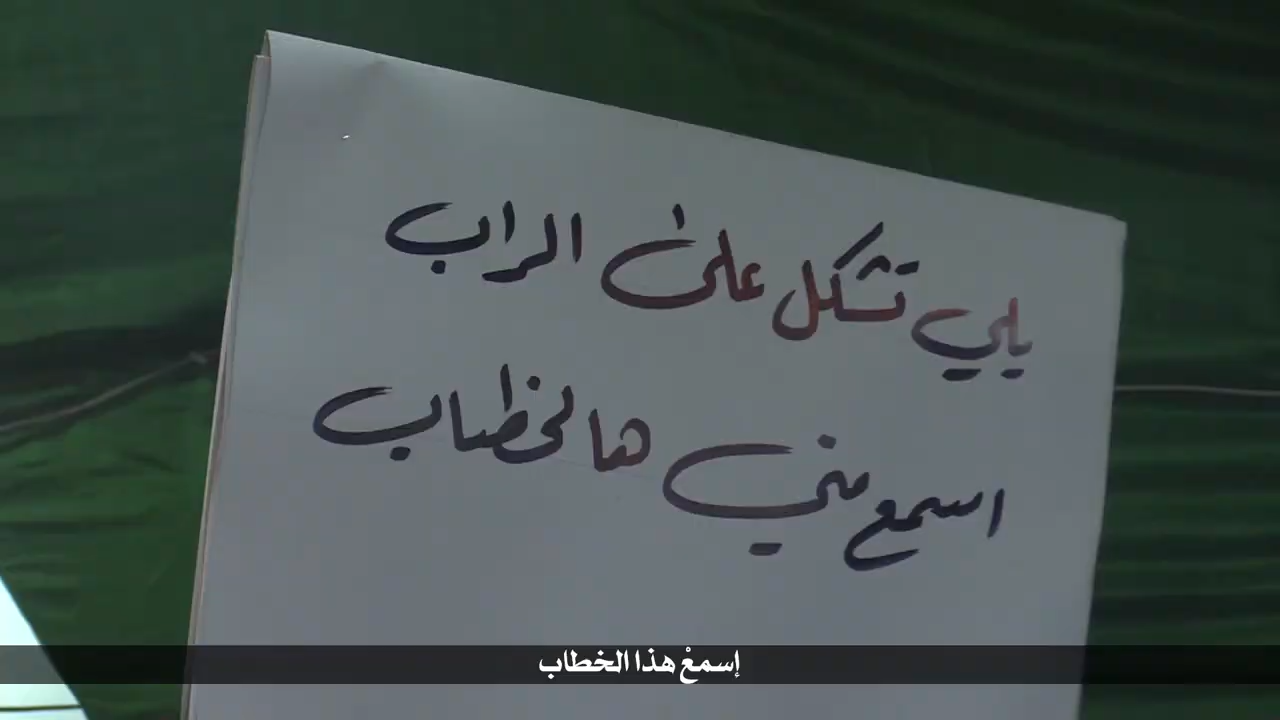 يلي تشكل على الراب
اسمع مني هالخطاب
إسمعْ هذا الخطاب